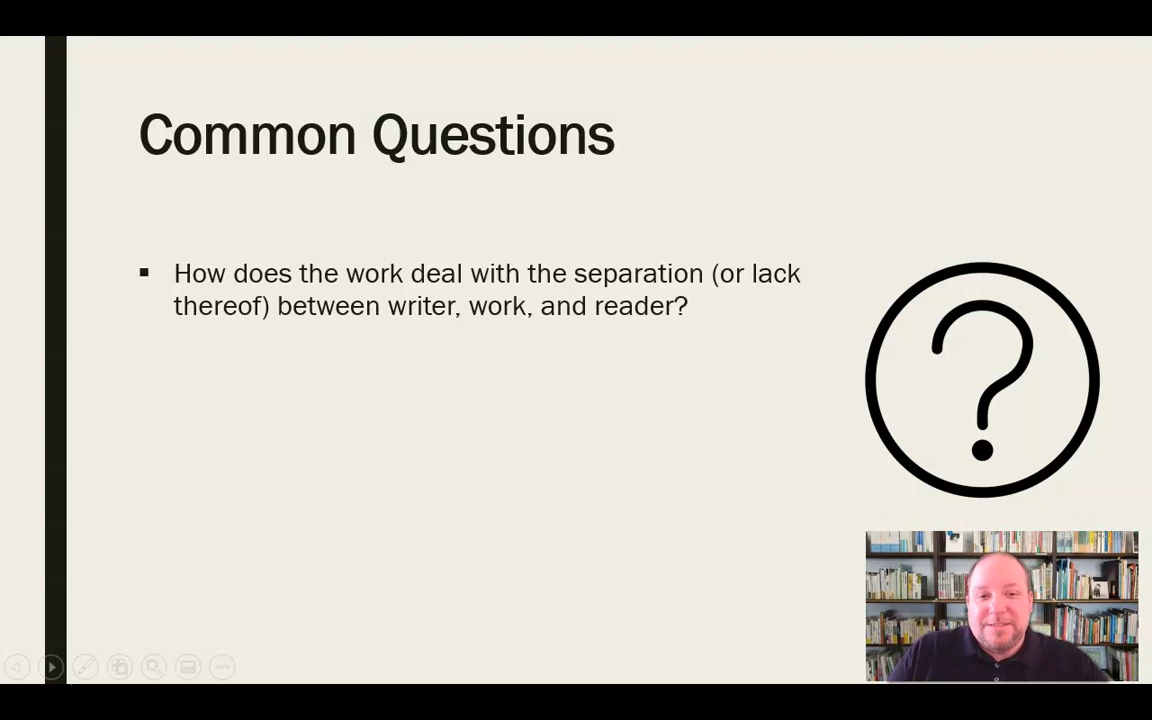 Common Questions
How does the work deal with the separation (or lack
thereof) between writer, work, and reader?